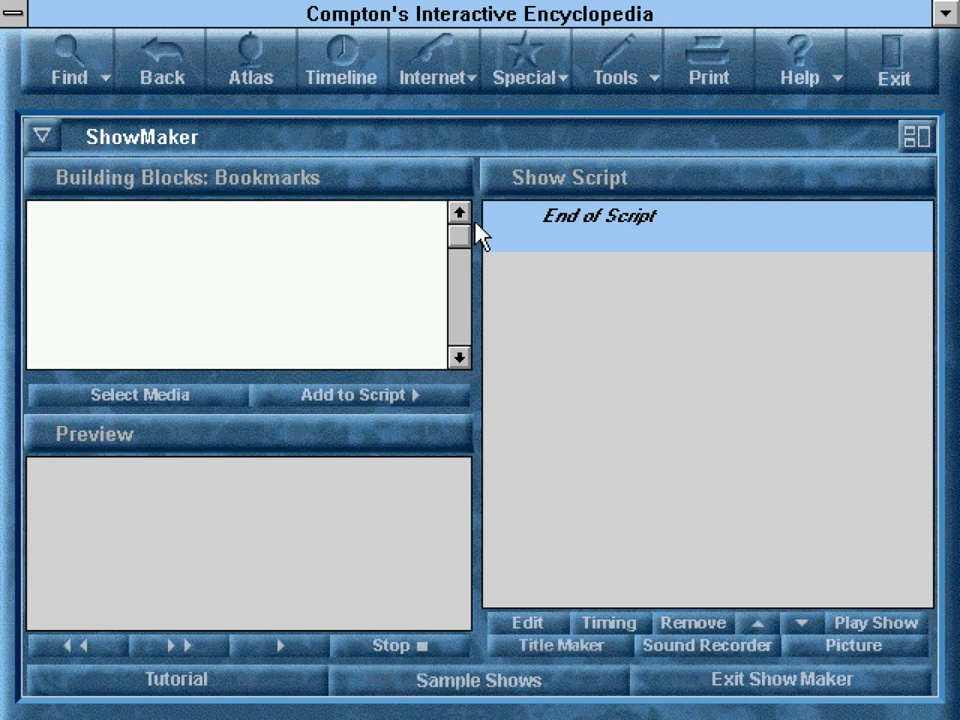 Compton's Interactive Encyclopedia
Find Back Atlas Timeline Internet Special Tools Print Help Exit
ShowMaker
Building Blocks: Bookmarks
Show Script
End of Script
Select Media
Add to Script
Preview
Edit Timing Remove Play Show
Stop
Title Maker Sound Recorder Picture
Tutorial Sample Shows Exit Show Maker